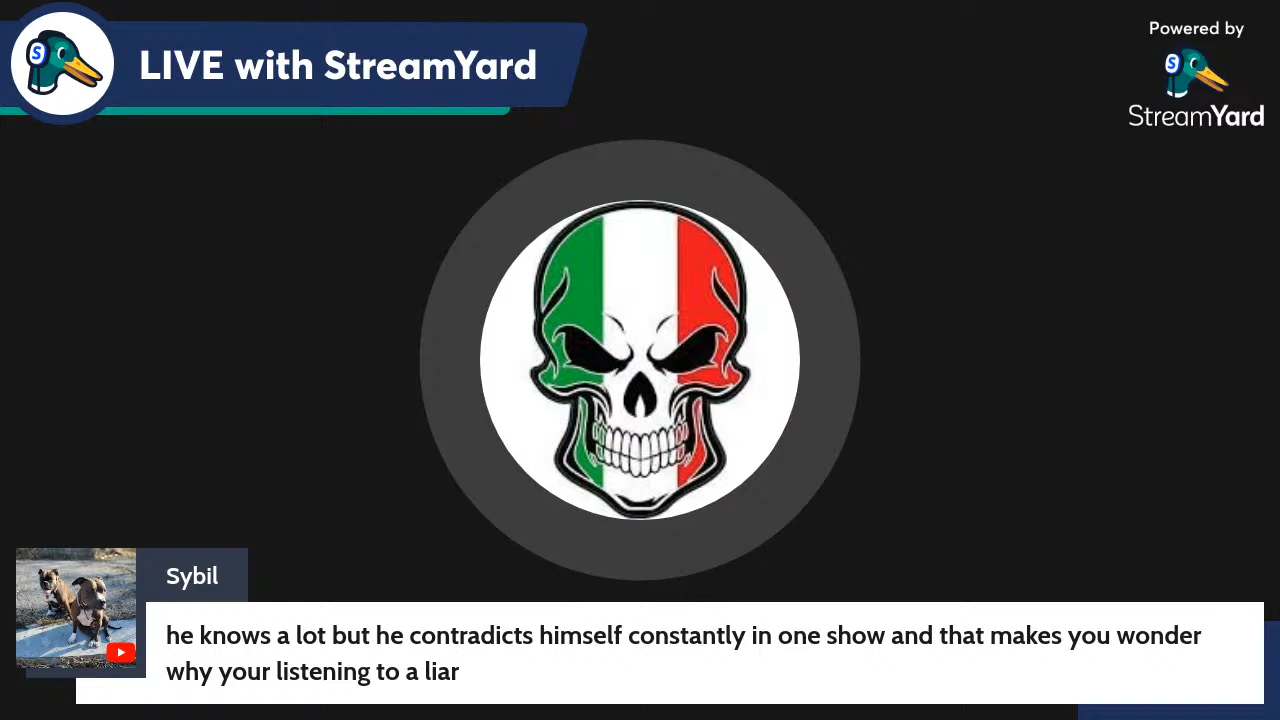 LIVE with StreamYard
Powered by
S
S
StreamYard
Sybil
he knows a lot but he contradicts himself constantly in one show and that makes you wonder
why your listening to a liar